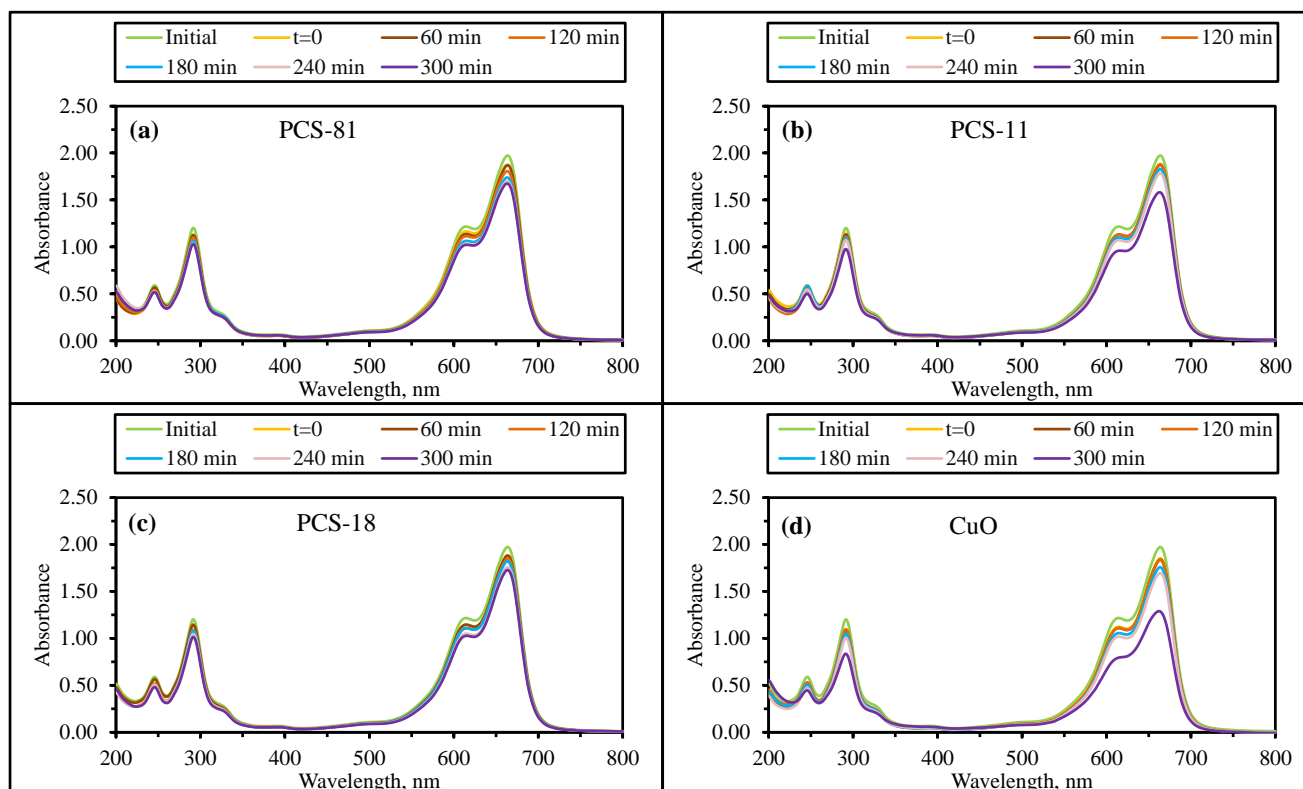 Initial t=0 60 min 120 min
180 min 240 min 300 min
(a) PCS-81
Absorbance
2.50
2.00
1.50
1.00
0.50
0.00
200 300 400 500 600 700 800
Wavelength, nm
Initial t=0 60 min 120 min
180 min 240 min 300 min
(b) PCS-11
Absorbance
2.50
2.00
1.50
1.00
0.50
0.00
200 300 400 500 600 700 800
Wavelength, nm
Initial t=0 60 min 120 min
180 min 240 min 300 min
(c) PCS-18
Absorbance
2.50
2.00
1.50
1.00
0.50
0.00
200 300 400 500 600 700 800
Wavelength, nm
Initial t=0 60 min 120 min
180 min 240 min 300 min
(d) CuO
Absorbance
2.50
2.00
1.50
1.00
0.50
0.00
200 300 400 500 600 700 800
Wavelength, nm